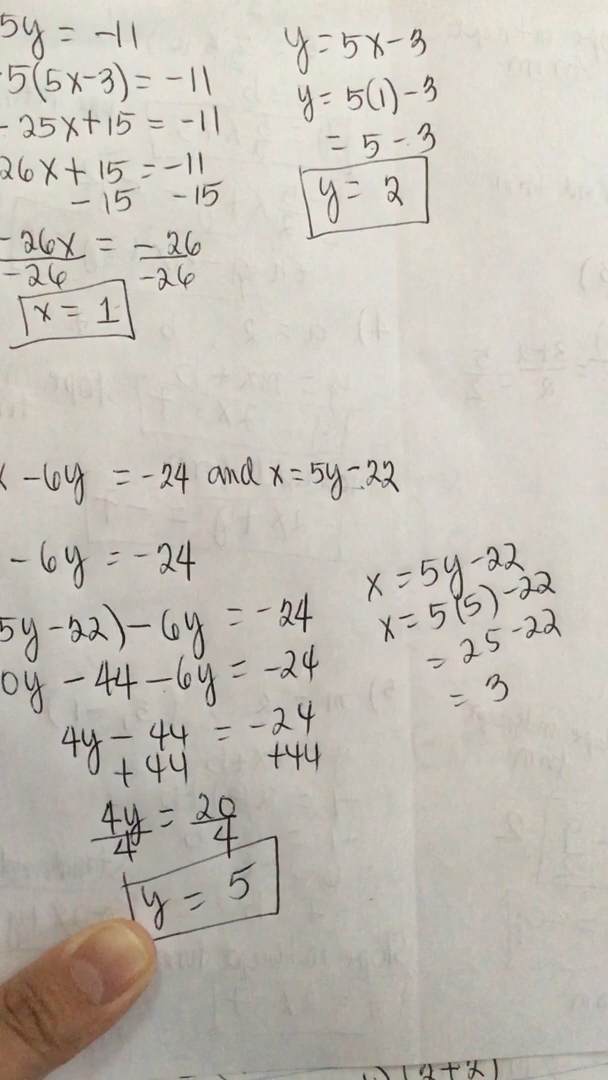 5y = -11
-5(5x-3) = -11
- 25x+15 = -11
26x + 15 = -11
- 15 - 15
-26x/-26 = -26/-26
x = 1
y = 5x-3
y = 5(1)-3
= 5-3
y = 2
x - 6y = -24 and x = 5y-22
- 6y = -24
5y-22) - 6y = -24
0y - 44 - 6y = -24
4y - 44 = -24
+ 44 +44
4y/4 = 20/4
y = 5
x = 5y-22
x = 5(5)-22
= 25-22
= 3